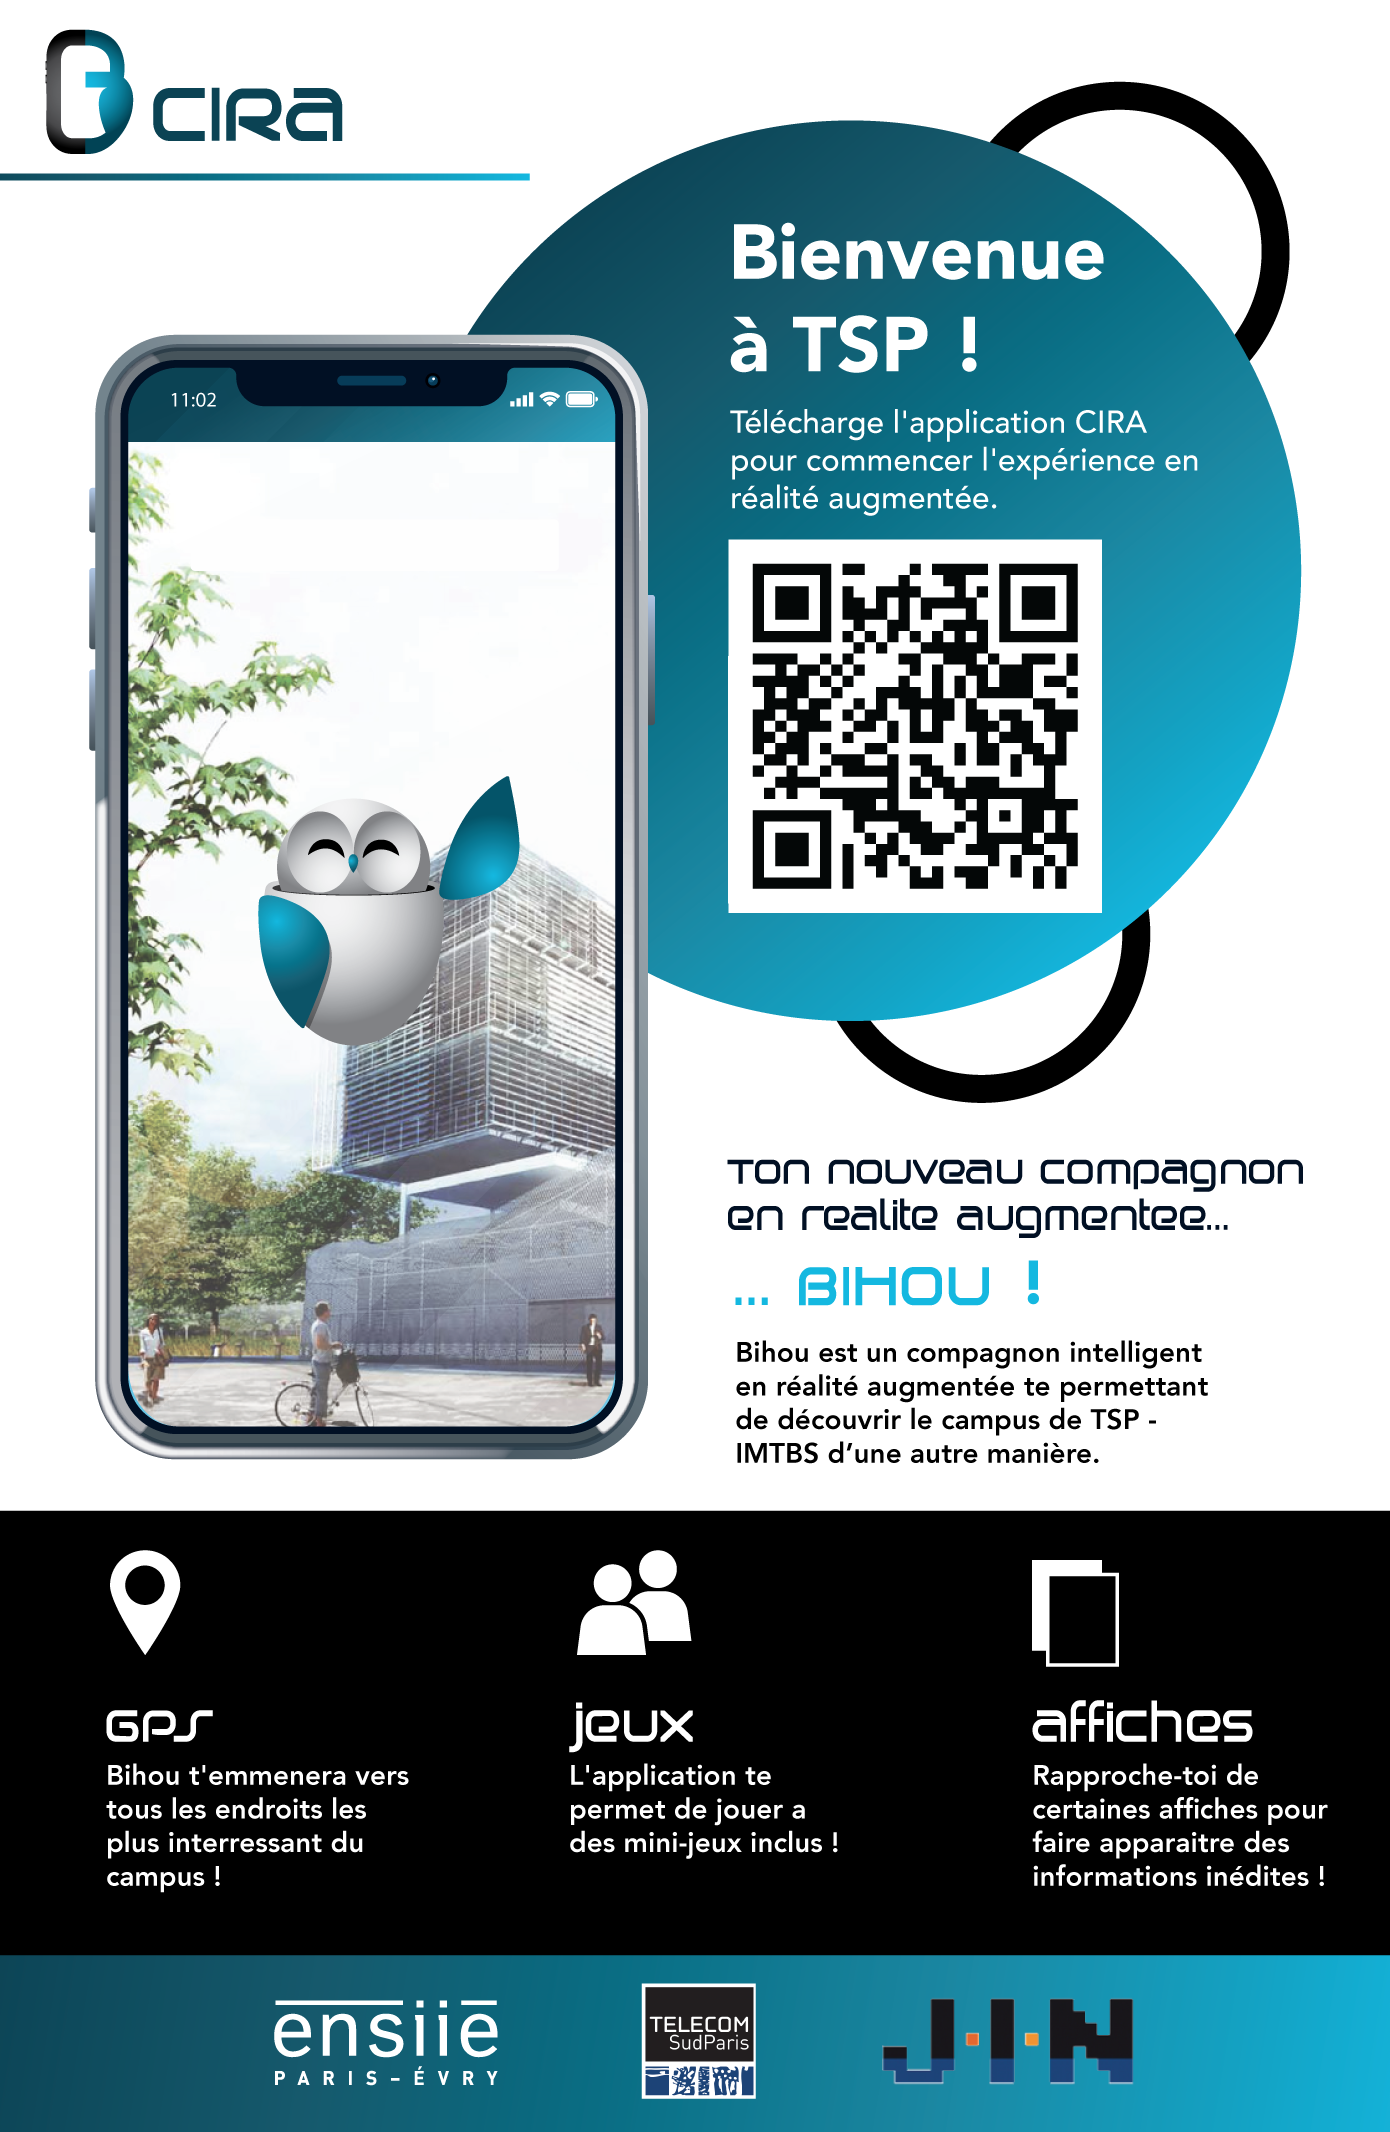 CIRA
Bienvenue
à TSP !
Télécharge l'application CIRA
pour commencer l'expérience en
réalité augmentée.
11:02
Ton nouveau compagnon
en realite augmentee...
... BIHOU !
Bihou est un compagnon intelligent
en réalité augmentée te permettant
de découvrir le campus de TSP -
IMTBS d’une autre manière.
GPS
Bihou t'emmenera vers
tous les endroits les
plus interressant du
campus !
jeux
L'application te
permet de jouer a
des mini-jeux inclus !
affiches
Rapproche-toi de
certaines affiches pour
faire apparaitre des
informations inédites !
ensiie
PARIS-ÉVRY
TELECOM
SudParis
J·I·N